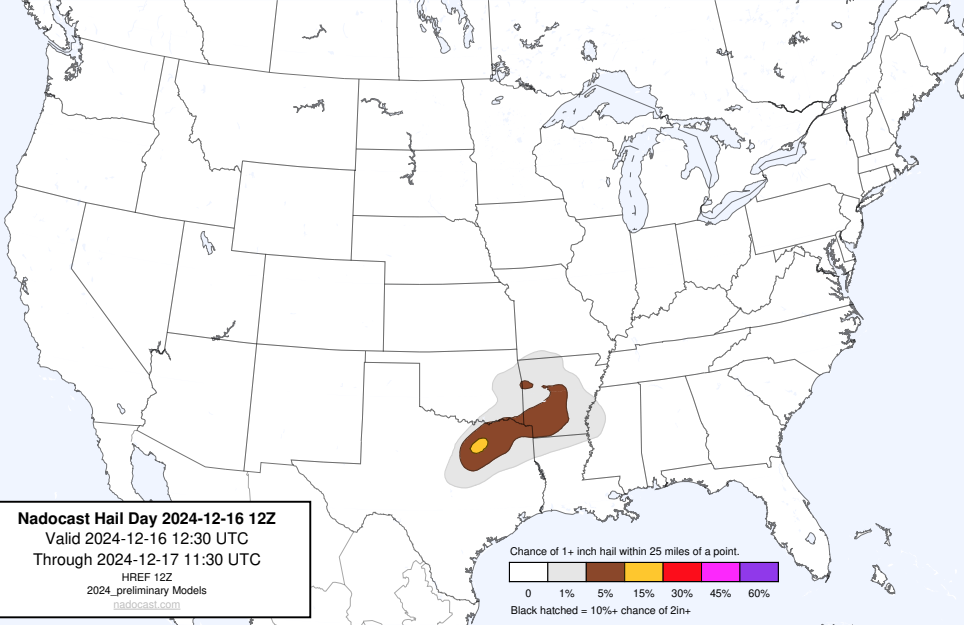 Nadocast Hail Day 2024-12-16 12Z
Valid 2024-12-16 12:30 UTC
Through 2024-12-17 11:30 UTC
HREF 12Z
2024_preliminary Models
nadocast.com
Chance of 1+ inch hail within 25 miles of a point.
0 1% 5% 15% 30% 45% 60%
Black hatched = 10%+ chance of 2in+